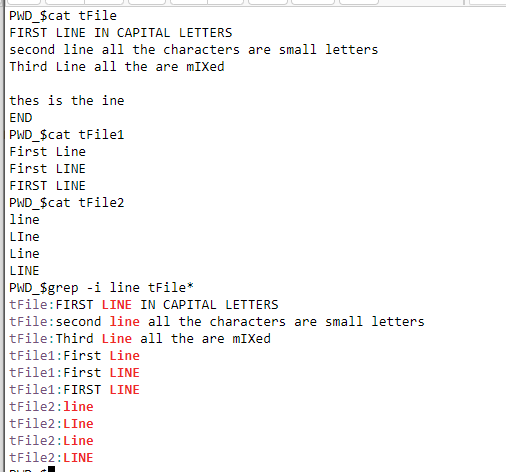 PWD_$cat tFile
FIRST LINE IN CAPITAL LETTERS
second line all the characters are small letters
Third Line all the are mIXed
thes is the ine
END
PWD_$cat tFile1
First Line
First LINE
FIRST LINE
PWD_$cat tFile2
line
LIne
Line
LINE
PWD_$grep -i line tFile*
tFile:FIRST LINE IN CAPITAL LETTERS
tFile:second line all the characters are small letters
tFile:Third Line all the are mIXed
tFile1:First Line
tFile1:First LINE
tFile1:FIRST LINE
tFile2:line
tFile2:LIne
tFile2:Line
tFile2:LINE
PWD_$